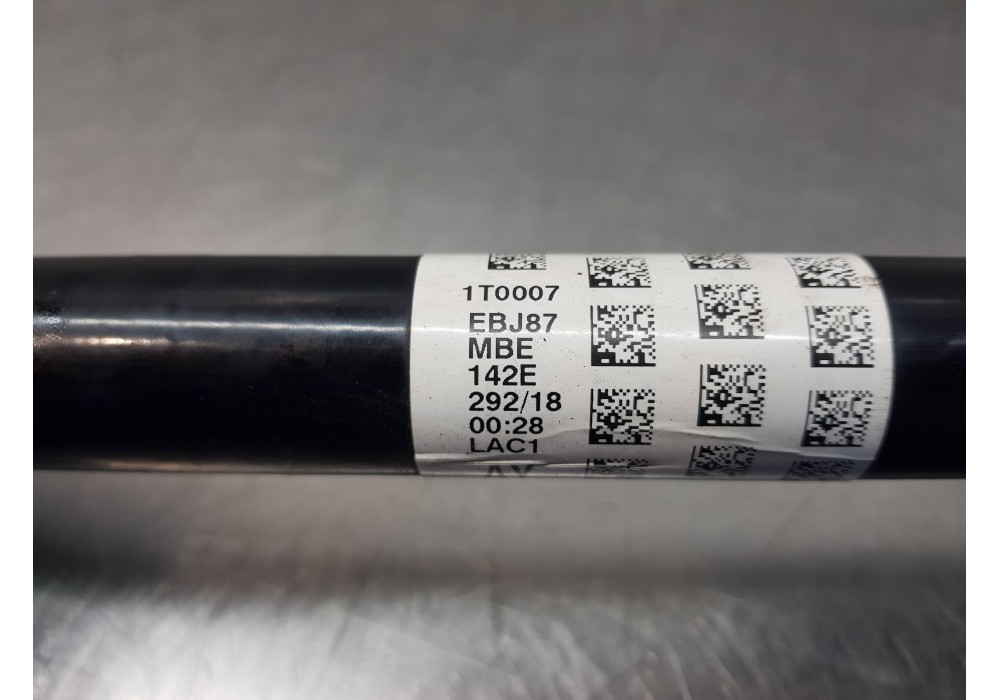 1T0007
EBJ87
MBE
142E
292/18
00:28
LAC1